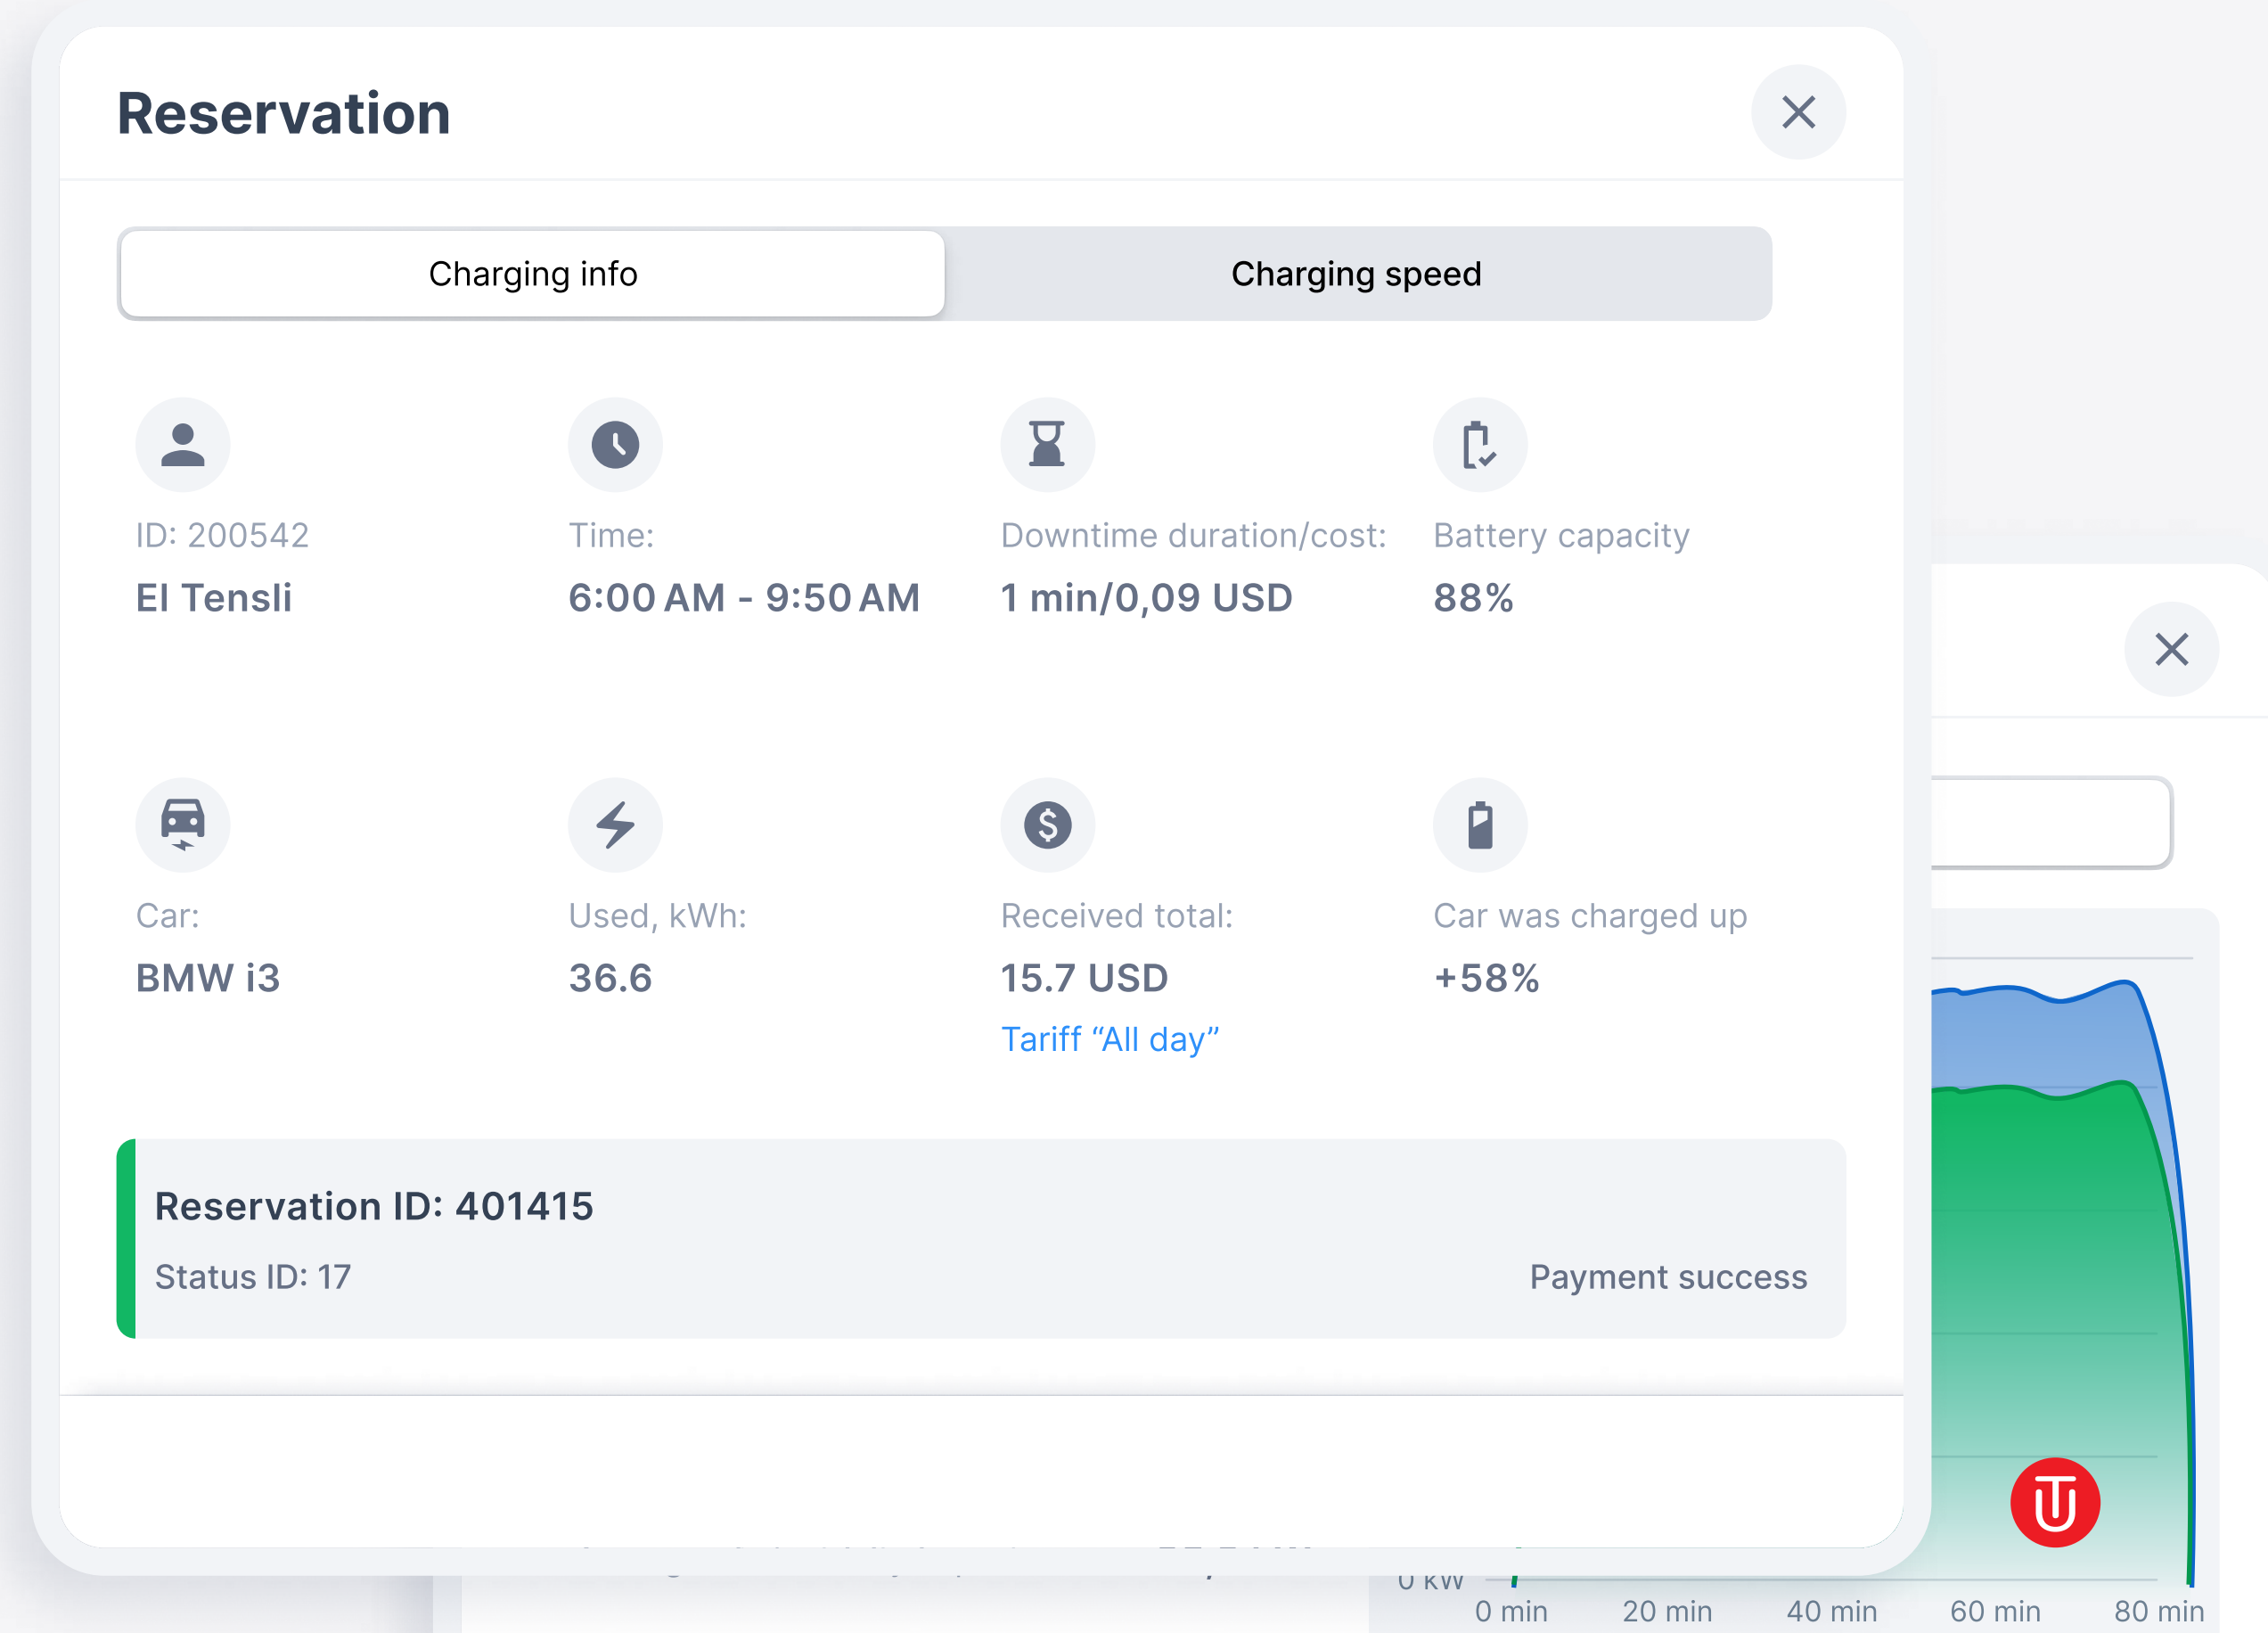 Reservation
Charging info
Charging speed
ID: 200542
El Tensli
Time:
6:00 AM - 9:50 AM
Downtime duration/cost:
1 min/0,09 USD
Battery capacity
88%
Car:
BMW i3
Used, kWh:
36.6
Received total:
15.7 USD
Tariff “All day”
Car was charged up
+58%
Reservation ID: 401415
Status ID: 17
Payment success
0 kW
0 min
20 min
40 min
60 min
80 min